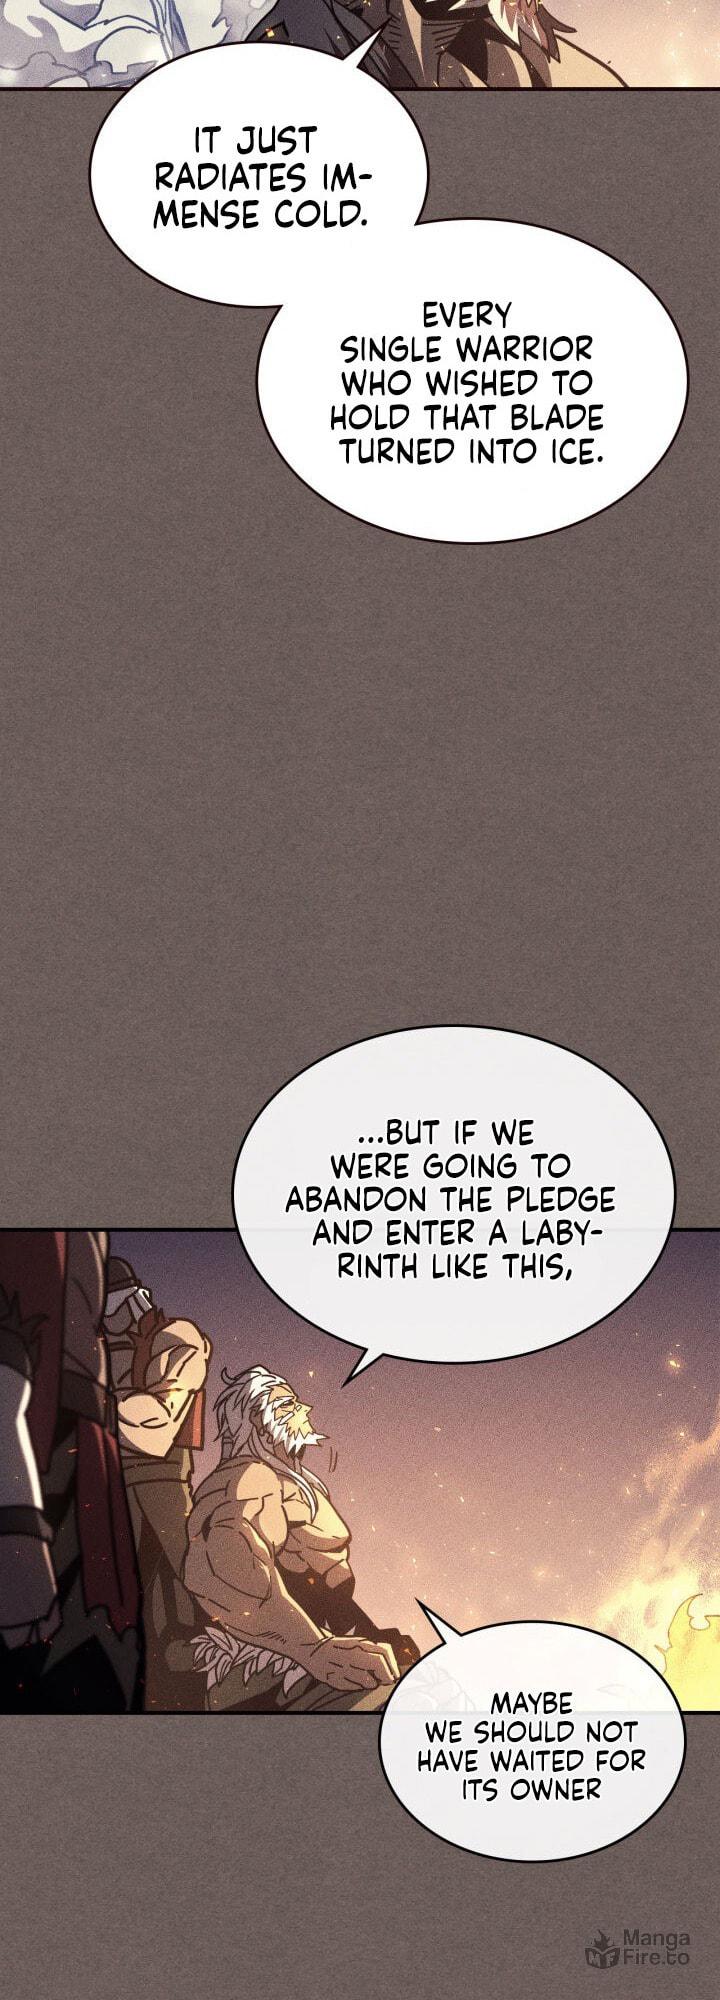 IT JUST
RADIATES IM-
MENSE COLD.
EVERY
SINGLE WARRIOR
WHO WISHED TO
HOLD THAT BLADE
TURNED INTO ICE.
...BUT IF WE
WERE GOING TO
ABANDON THE PLEDGE
AND ENTER A LABY-
RINTH LIKE THIS,
MAYBE
WE SHOULD NOT
HAVE WAITED FOR
ITS OWNER
Manga
MF Fire.to